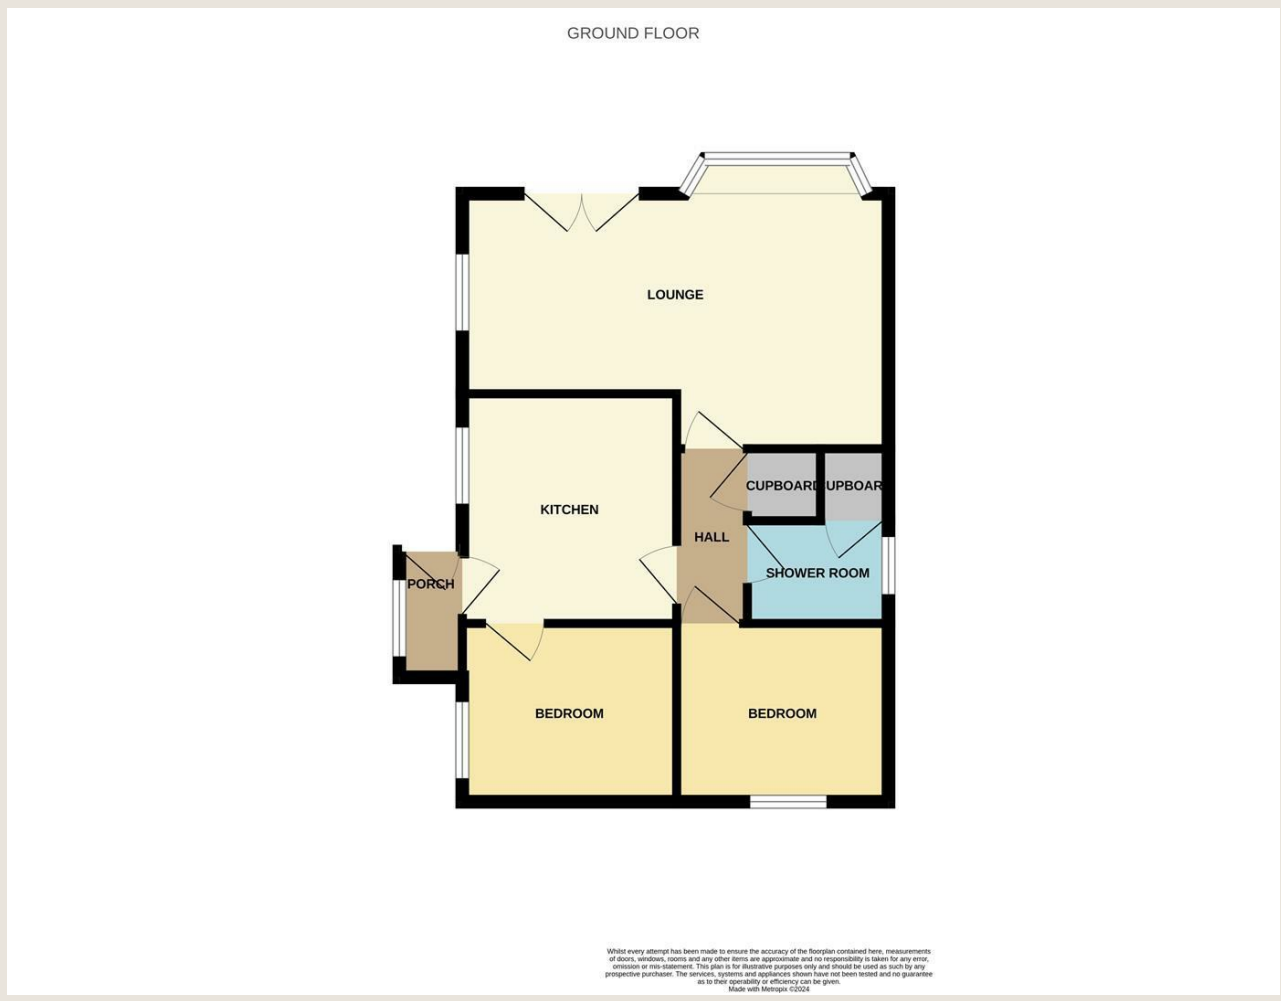 GROUND FLOOR
LOUNGE
KITCHEN
CUPBOARD
UPBOAR
HALL
SHOWER ROOM
PORCH
BEDROOM
BEDROOM
Whilst every attempt has been made to ensure the accuracy of the floorplan contained here, measurements
of doors, windows, rooms and any other items are approximate and no responsibility is taken for any error,
omission or mis-statement. This plan is for illustrative purposes only and should be used as such by any
prospective purchaser. The services, systems and appliances shown have not been tested and no guarantee
as to their operability or efficiency can be given.
Made with Metropix ©2024